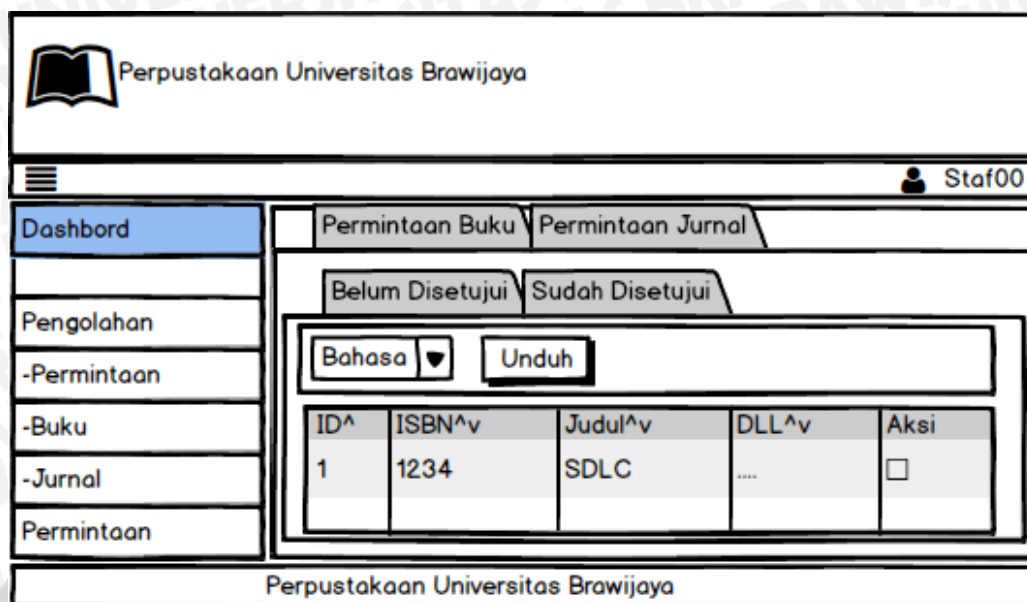 Perpustakaan Universitas Brawijaya
Staf00
Dashbord
Pengolahan
-Permintaan
-Buku
-Jurnal
Permintaan
Permintaan Buku Permintaan Jurnal
Belum Disetujui Sudah Disetujui
Bahasa Unduh
ID^ ISBN^v Judul^v DLL^v Aksi
1 1234 SDLC ....
Perpustakaan Universitas Brawijaya